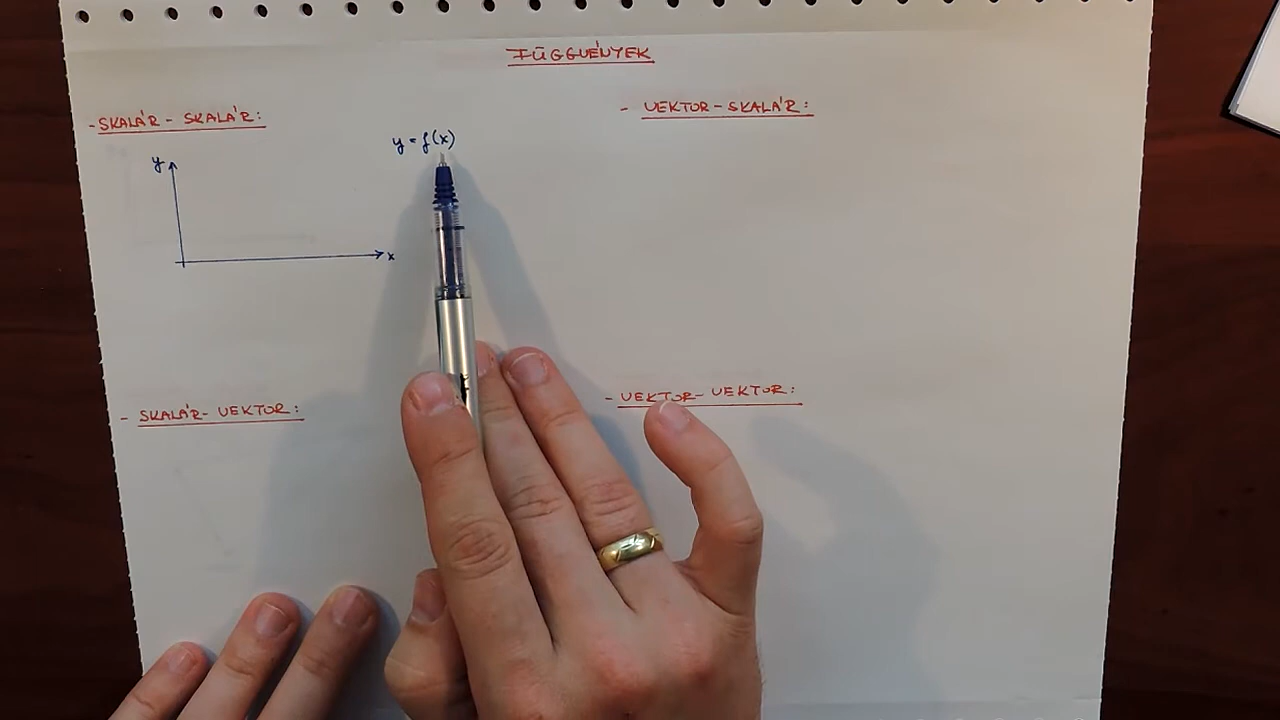 FÜGGVÉNYEK
- SKALÁR - SKALÁR:
y = f(x)
y
x
- VEKTOR - SKALÁR:
- SKALÁR - VEKTOR:
- VEKTOR - VEKTOR: